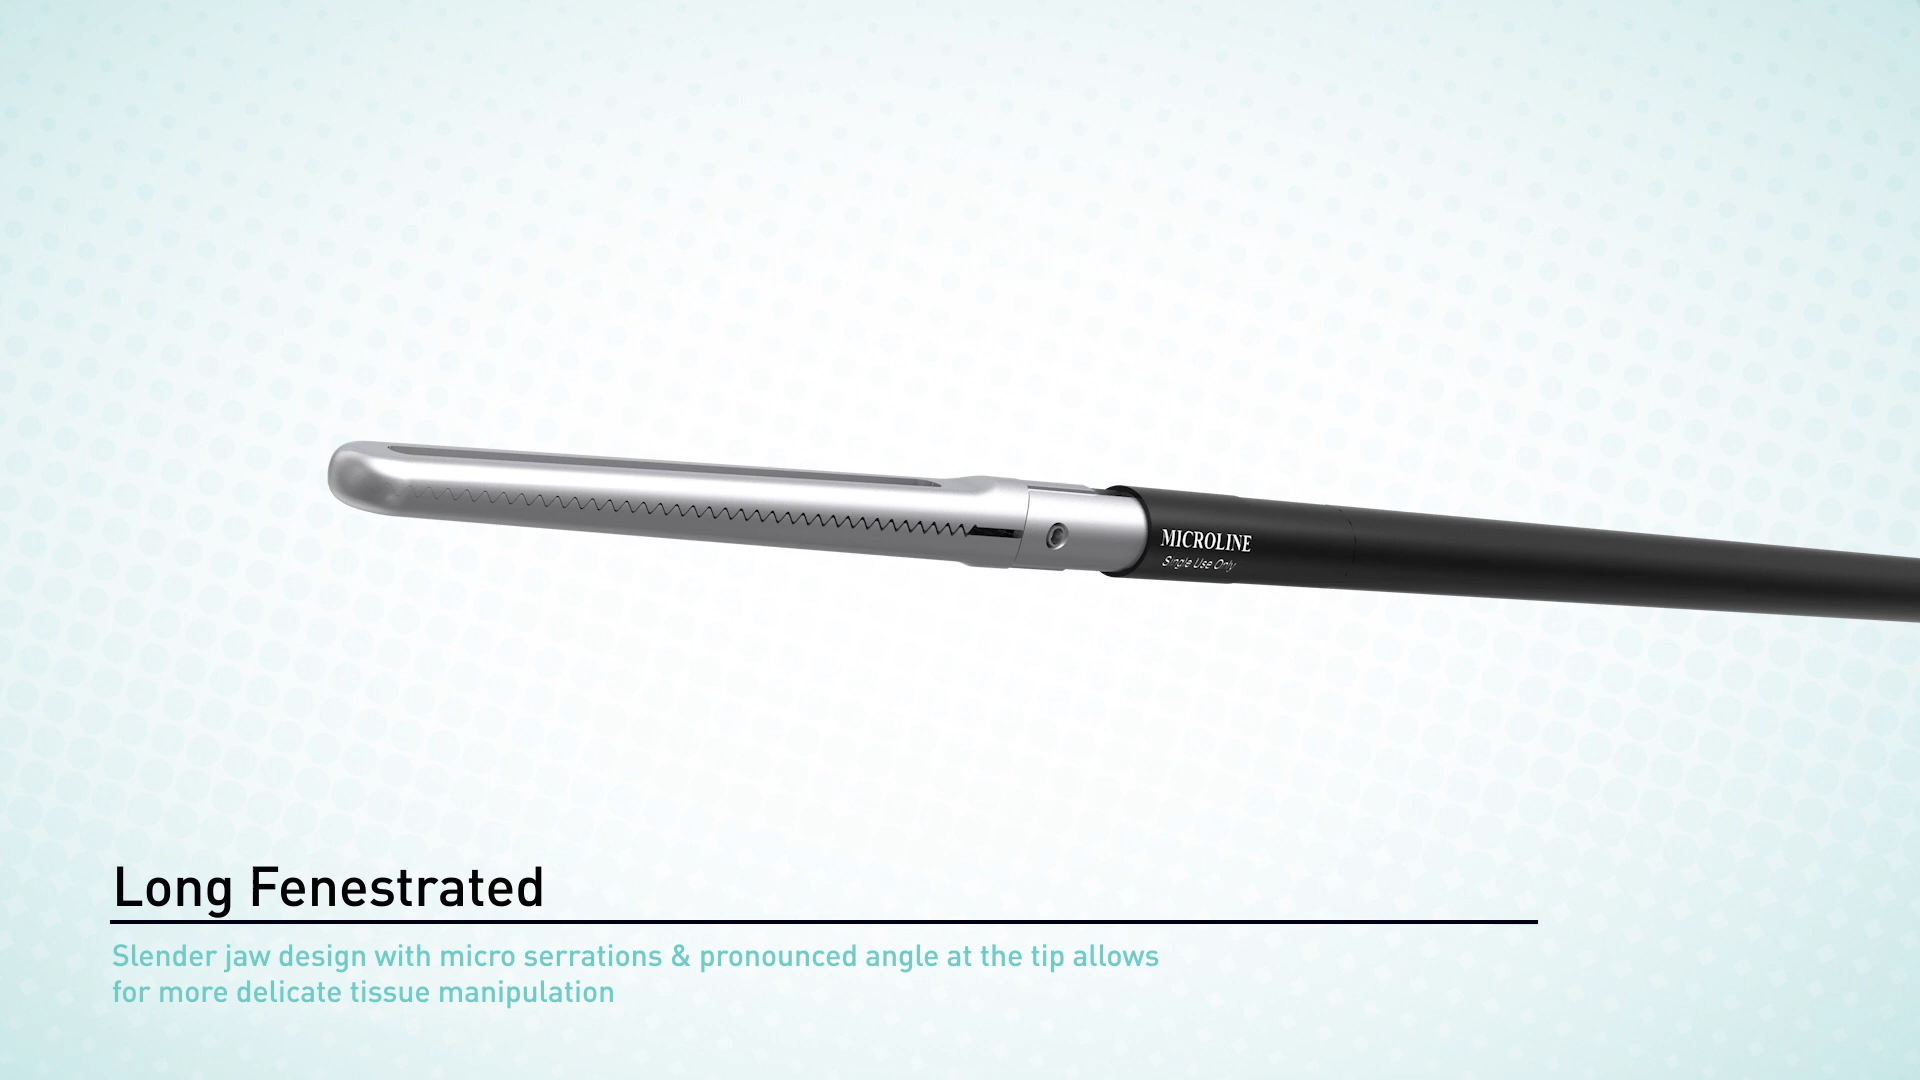 MICROLINE
Single Use Only
Long Fenestrated
Slender jaw design with micro serrations & pronounced angle at the tip allows
for more delicate tissue manipulation